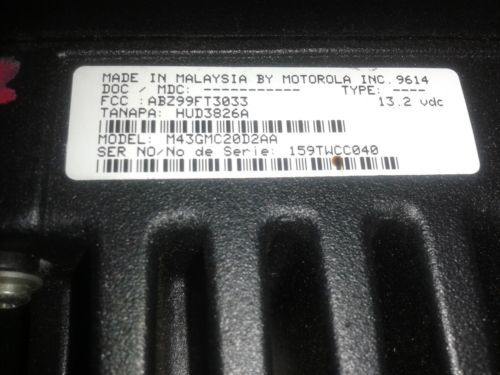 MADE IN MALAYSIA BY MOTOROLA INC. 9614
DOC / MDC: ----------- TYPE: ----
FCC : ABZ99FT3033 13.2 vdc
TANAPA: HUD3826A
MODEL: M43GMC20D2AA
SER NO/No de Serie: 159TWCC040